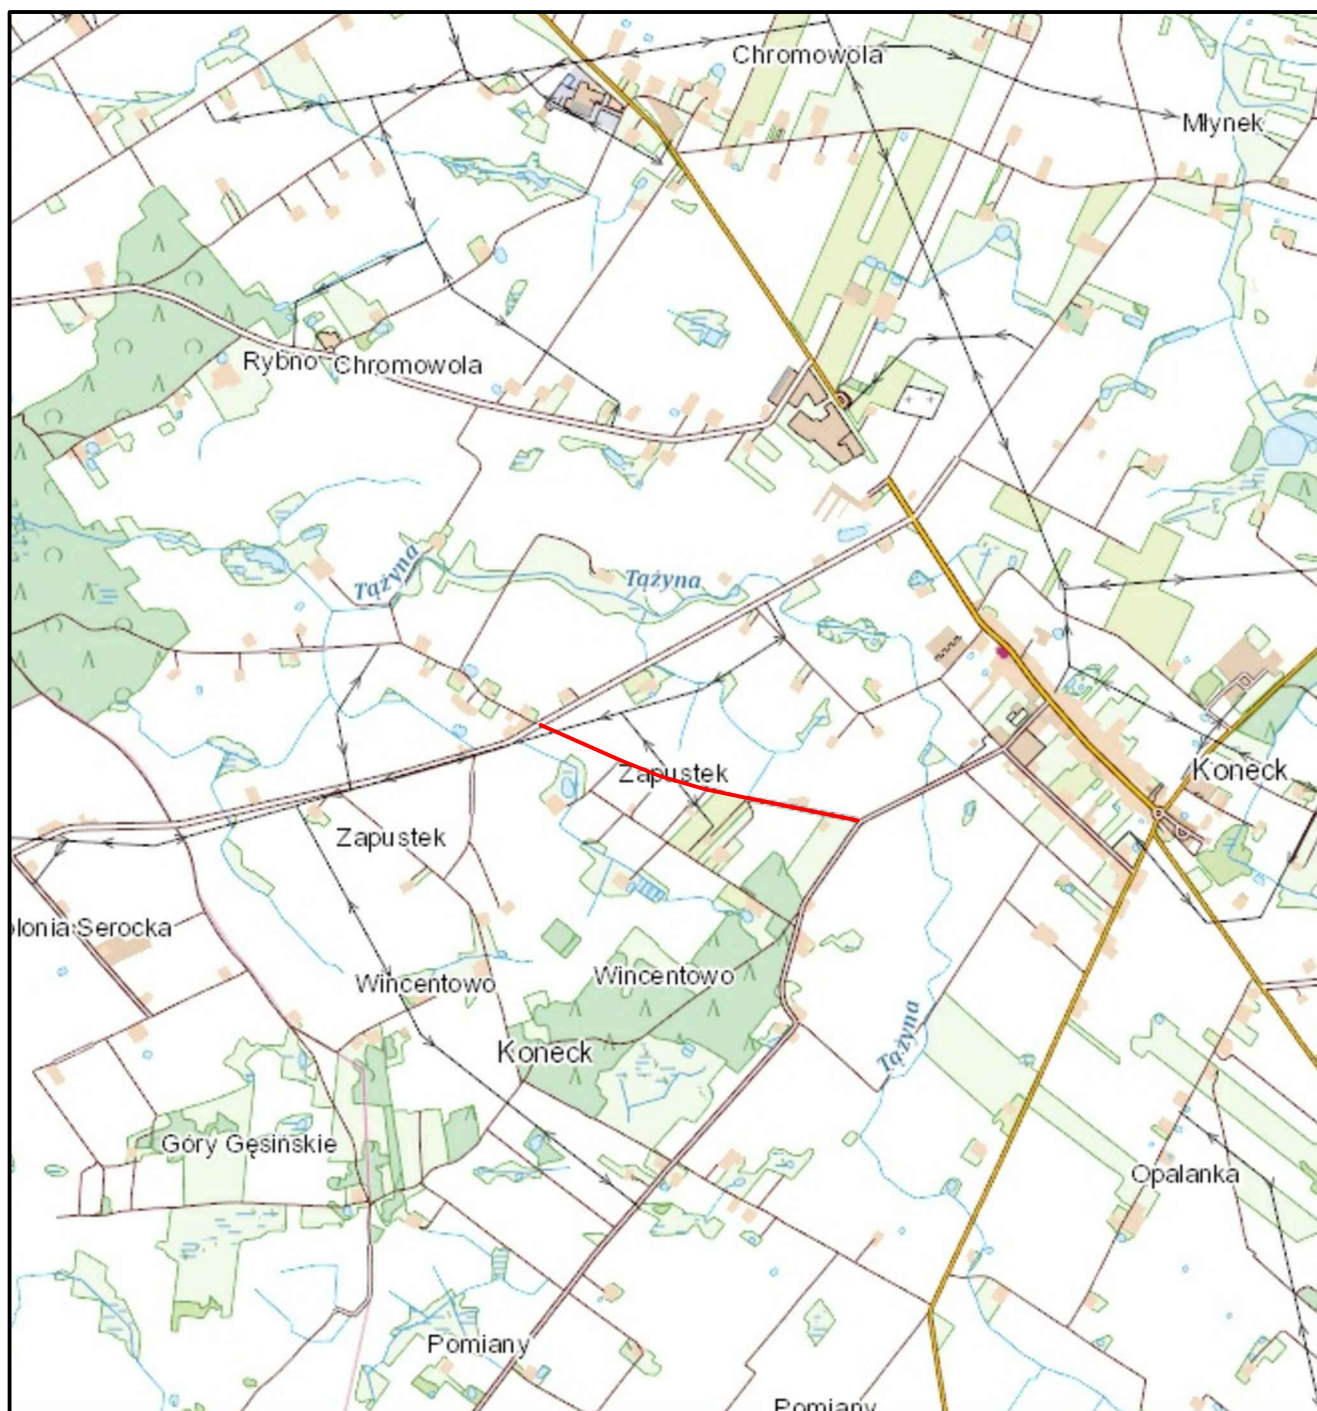 Chromowola
Młynek
Rybno
Chromowola
Tążyna
Tążyna
Zapustek
Koneck
Zapustek
olonia Serocka
Wincentowo
Wincentowo
Koneck
Tążyna
Góry Gęsińskie
Opalanka
Pomiany
Pomiany